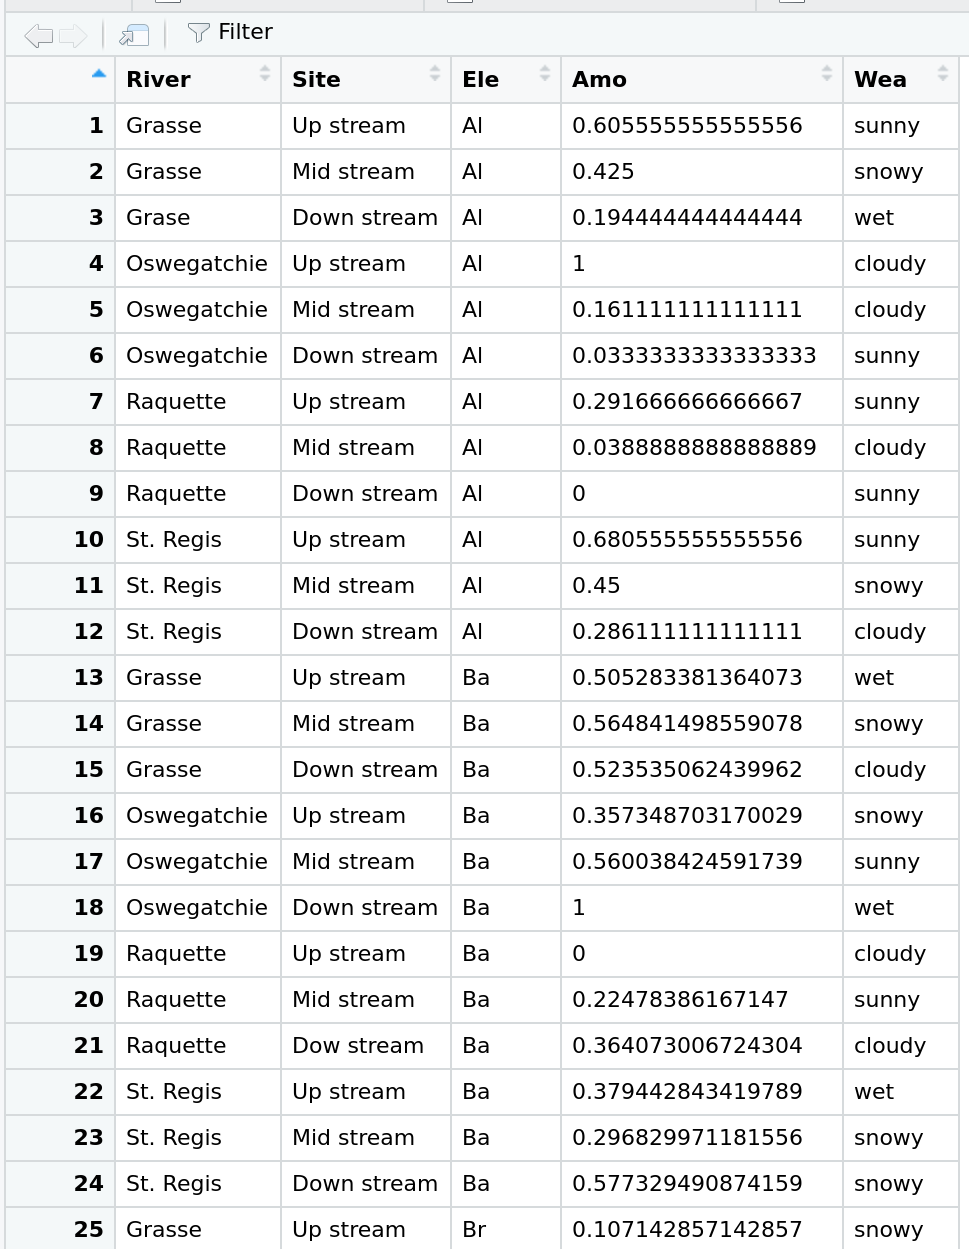 Filter
River Site Ele Amo Wea
1 Grasse Up stream Al 0.605555555555556 sunny
2 Grasse Mid stream Al 0.425 snowy
3 Grase Down stream Al 0.194444444444444 wet
4 Oswegatchie Up stream Al 1 cloudy
5 Oswegatchie Mid stream Al 0.161111111111111 cloudy
6 Oswegatchie Down stream Al 0.0333333333333333 sunny
7 Raquette Up stream Al 0.291666666666667 sunny
8 Raquette Mid stream Al 0.0388888888888889 cloudy
9 Raquette Down stream Al 0 sunny
10 St. Regis Up stream Al 0.680555555555556 sunny
11 St. Regis Mid stream Al 0.45 snowy
12 St. Regis Down stream Al 0.286111111111111 cloudy
13 Grasse Up stream Ba 0.505283381364073 wet
14 Grasse Mid stream Ba 0.564841498559078 snowy
15 Grasse Down stream Ba 0.523535062439962 cloudy
16 Oswegatchie Up stream Ba 0.357348703170029 snowy
17 Oswegatchie Mid stream Ba 0.560038424591739 sunny
18 Oswegatchie Down stream Ba 1 wet
19 Raquette Up stream Ba 0 cloudy
20 Raquette Mid stream Ba 0.22478386167147 sunny
21 Raquette Dow stream Ba 0.364073006724304 cloudy
22 St. Regis Up stream Ba 0.379442843419789 wet
23 St. Regis Mid stream Ba 0.296829971181556 snowy
24 St. Regis Down stream Ba 0.577329490874159 snowy
25 Grasse Up stream Br 0.107142857142857 snowy